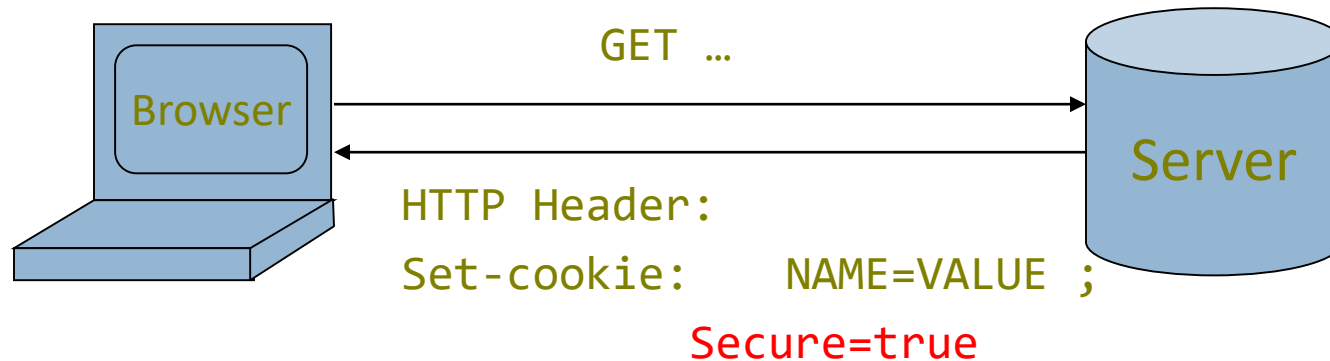 GET …
Browser
Server
HTTP Header:
Set-cookie: NAME=VALUE ;
Secure=true